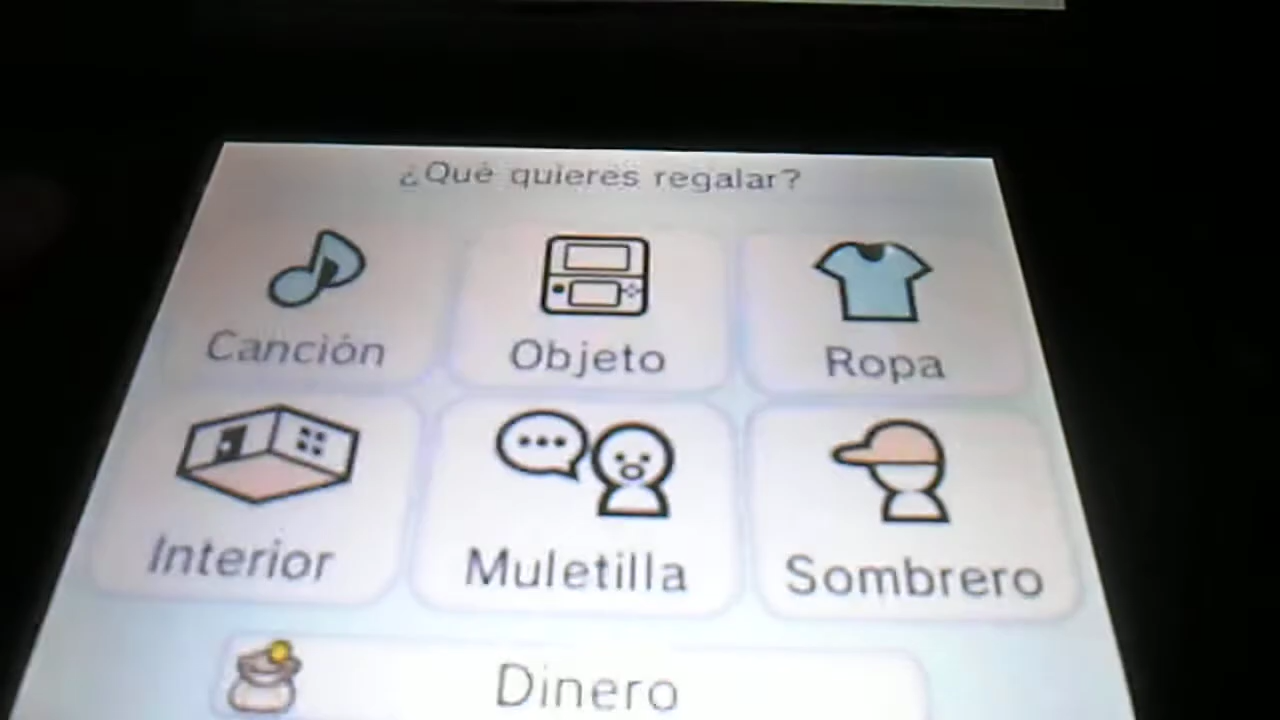 ¿Qué quieres regalar?
Canción
Objeto
Ropa
Interior
Muletilla
Sombrero
Dinero